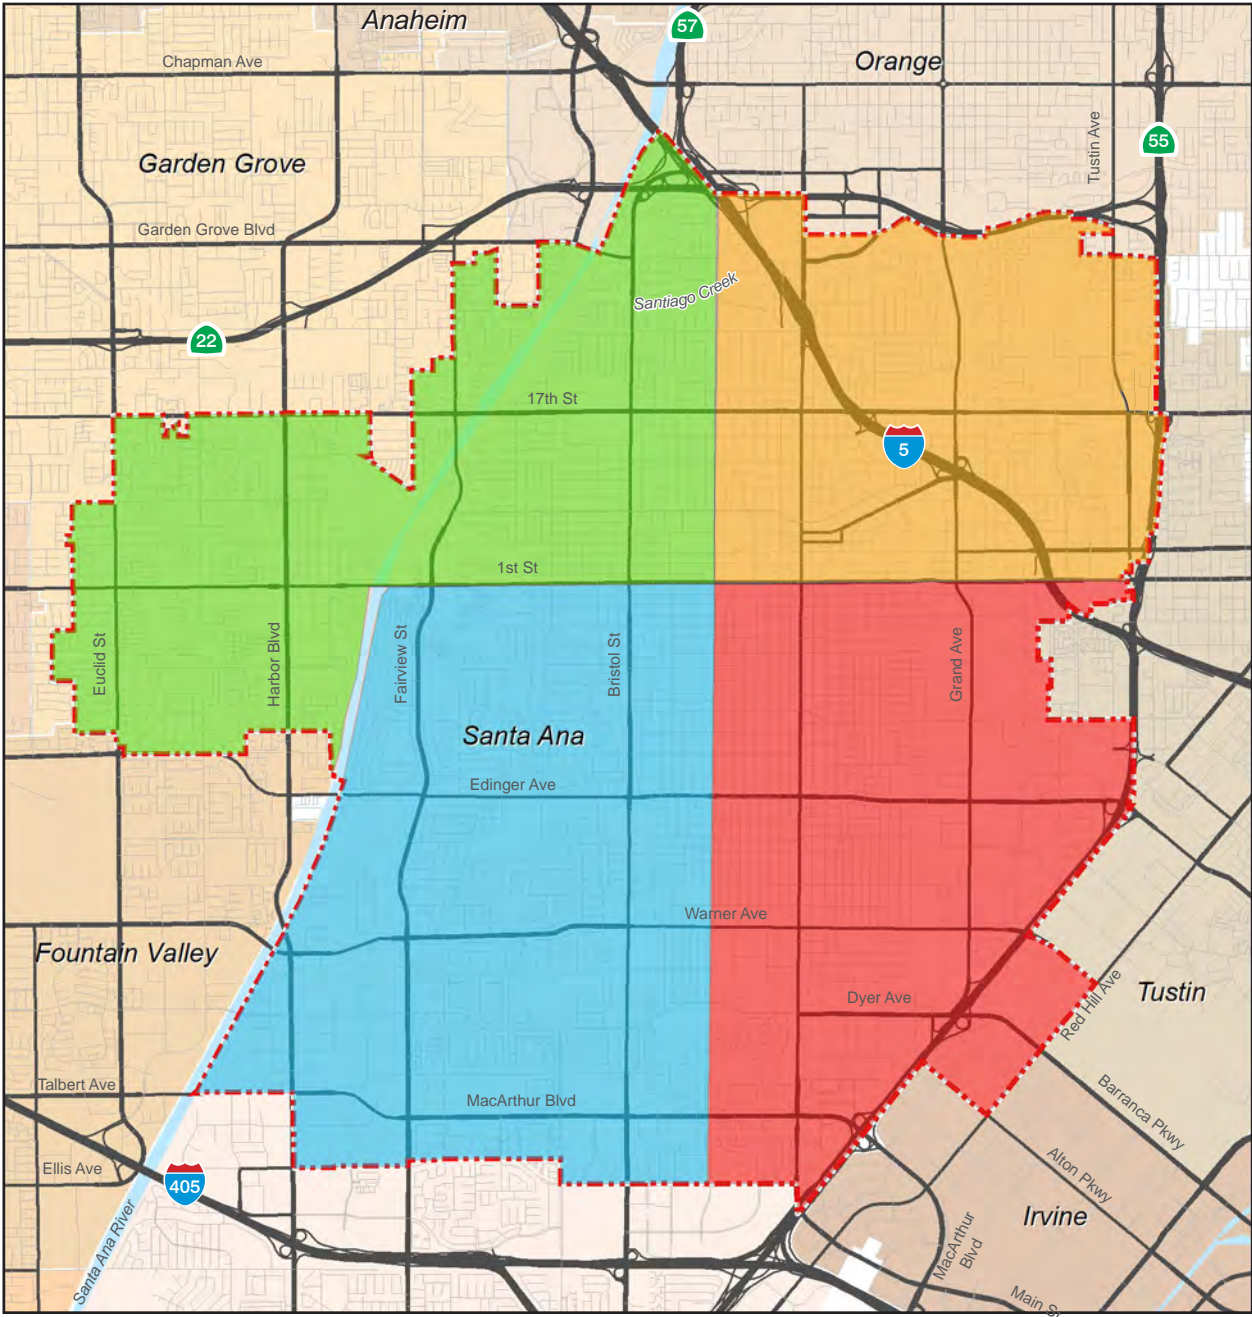 Anaheim
57
Orange
Chapman Ave
Tustin Ave
55
Garden Grove
Garden Grove Blvd
Santiago Creek
22
17th St
5
1st St
Euclid St
Harbor Blvd
Fairview St
Bristol St
Grand Ave
Santa Ana
Edinger Ave
Warner Ave
Fountain Valley
Dyer Ave
Red Hill Ave
Tustin
Talbert Ave
MacArthur Blvd
Barranca Pkwy
Ellis Ave
405
Alton Pkwy
Santa Ana River
Irvine
MacArthur
Blvd
Main S